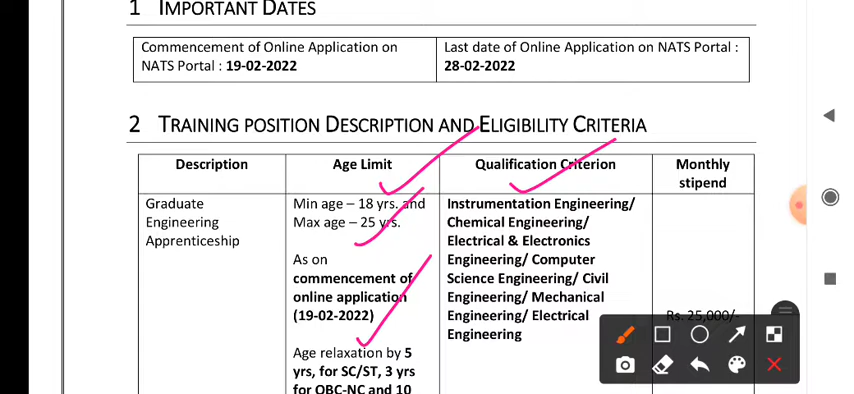 1 IMPORTANT DATES
Commencement of Online Application on
NATS Portal : 19-02-2022
Last date of Online Application on NATS Portal :
28-02-2022
2 TRAINING POSITION DESCRIPTION AND ELIGIBILITY CRITERIA
Description
Age Limit
Qualification Criterion
Monthly
stipend
Graduate
Engineering
Apprenticeship
Min age – 18 yrs. and
Max age – 25 yrs.
As on
commencement of
online application
(19-02-2022)
Age relaxation by 5
yrs, for SC/ST, 3 yrs
for OBC-NC and 10
Instrumentation Engineering/
Chemical Engineering/
Electrical & Electronics
Engineering/ Computer
Science Engineering/ Civil
Engineering/ Mechanical
Engineering/ Electrical
Engineering
Rs. 25,000/-